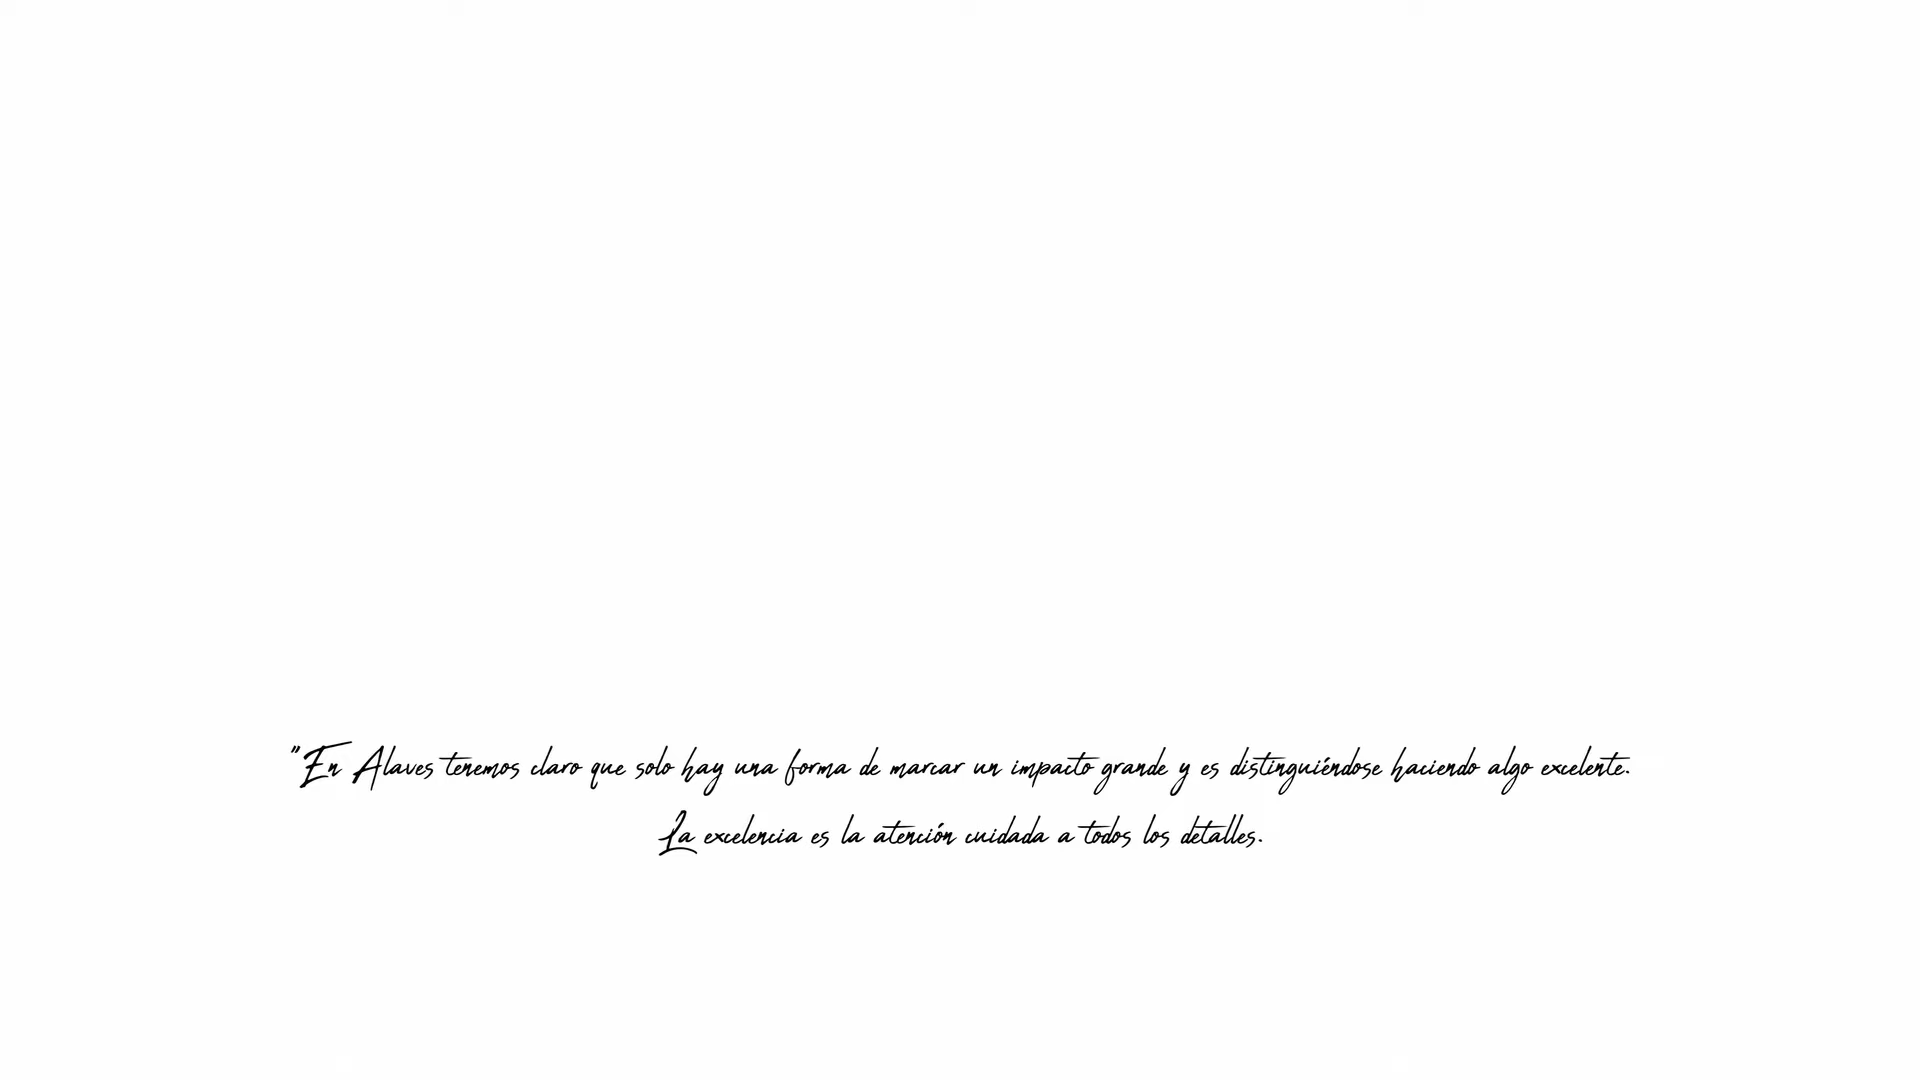 "En Alaves tenemos claro que solo hay una forma de marcar un impacto grande y es distinguiéndose haciendo algo excelente.
La excelencia es la atención cuidada a todos los detalles.